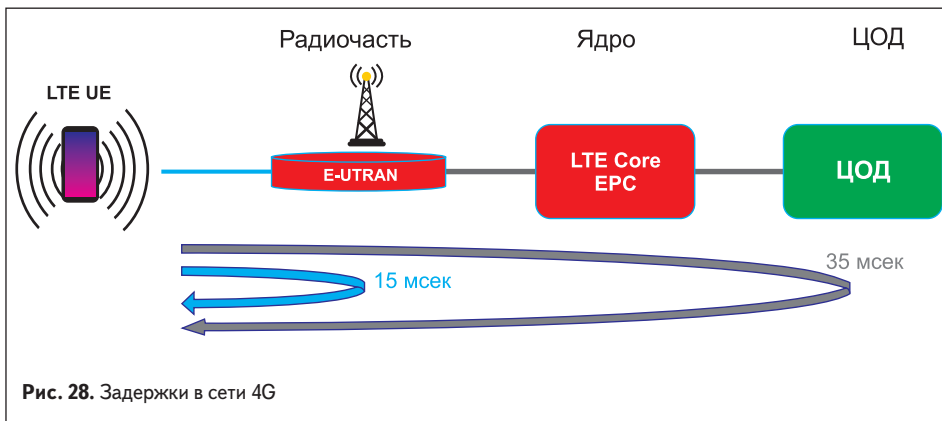 Радиочасть
Ядро
ЦОД
LTE UE
E-UTRAN
LTE Core
EPC
ЦОД
15 мсек
35 мсек
Рис. 28. Задержки в сети 4G